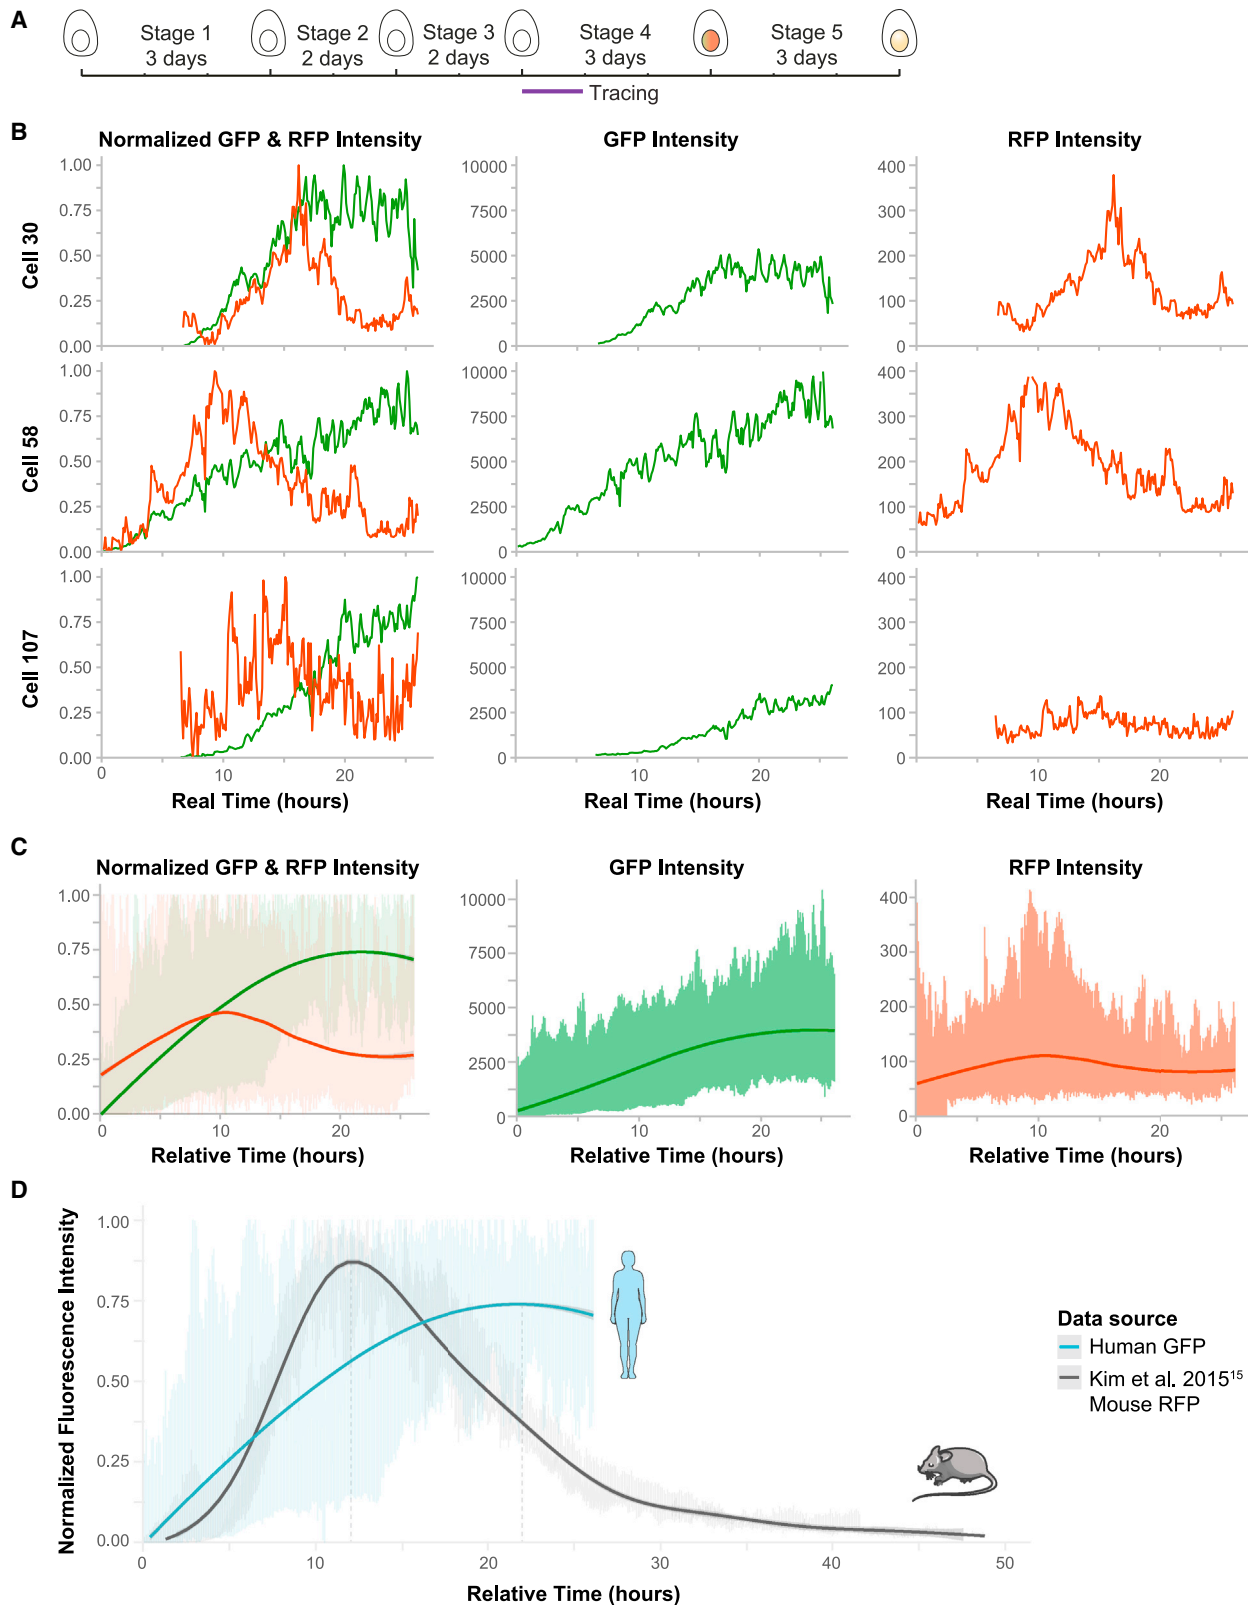 A
Stage 1
3 days
Stage 2
2 days
Stage 3
2 days
Stage 4
3 days
Stage 5
3 days
Tracing
B
Normalized GFP & RFP Intensity
GFP Intensity
RFP Intensity
Cell 30
1.00
0.75
0.50
0.25
0.00
10000
7500
5000
2500
0
400
300
200
100
0
Cell 58
1.00
0.75
0.50
0.25
0.00
10000
7500
5000
2500
0
400
300
200
100
0
Cell 107
1.00
0.75
0.50
0.25
0.00
10000
7500
5000
2500
0
400
300
200
100
0
0 10 20
0 10 20
0 10 20
Real Time (hours)
Real Time (hours)
Real Time (hours)
C
Normalized GFP & RFP Intensity
GFP Intensity
RFP Intensity
1.00
0.75
0.50
0.25
0.00
10000
7500
5000
2500
0
400
300
200
100
0
0 10 20
0 10 20
0 10 20
Relative Time (hours)
Relative Time (hours)
Relative Time (hours)
D
Normalized Fluorescence Intensity
1.00
0.75
0.50
0.25
0.00
0 10 20 30 40 50
Relative Time (hours)
Data source
Human GFP
Kim et al. 2015¹⁵
Mouse RFP